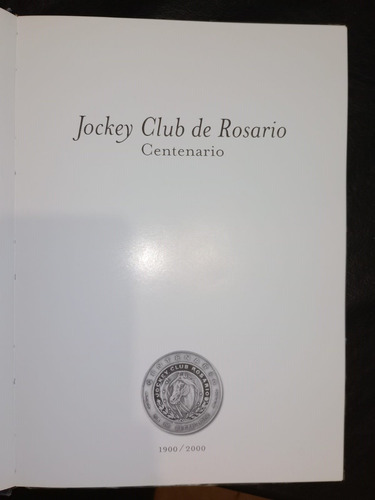 Jockey Club de Rosario
Centenario
JOCKEY CLUB ROSARIO
1900/2000